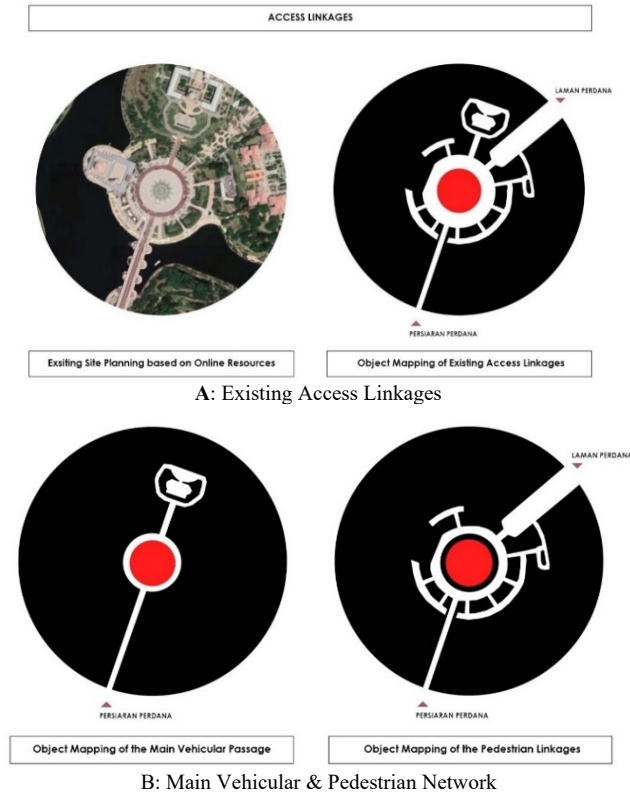 ACCESS LINKAGES
LAMAN PERDANA
PERSIARAN PERDANA
Exsiting Site Planning based on Online Resources
Object Mapping of Existing Access Linkages
A: Existing Access Linkages
LAMAN PERDANA
PERSIARAN PERDANA
PERSIARAN PERDANA
Object Mapping of the Main Vehicular Passage
Object Mapping of the Pedestrian Linkages
B: Main Vehicular & Pedestrian Network